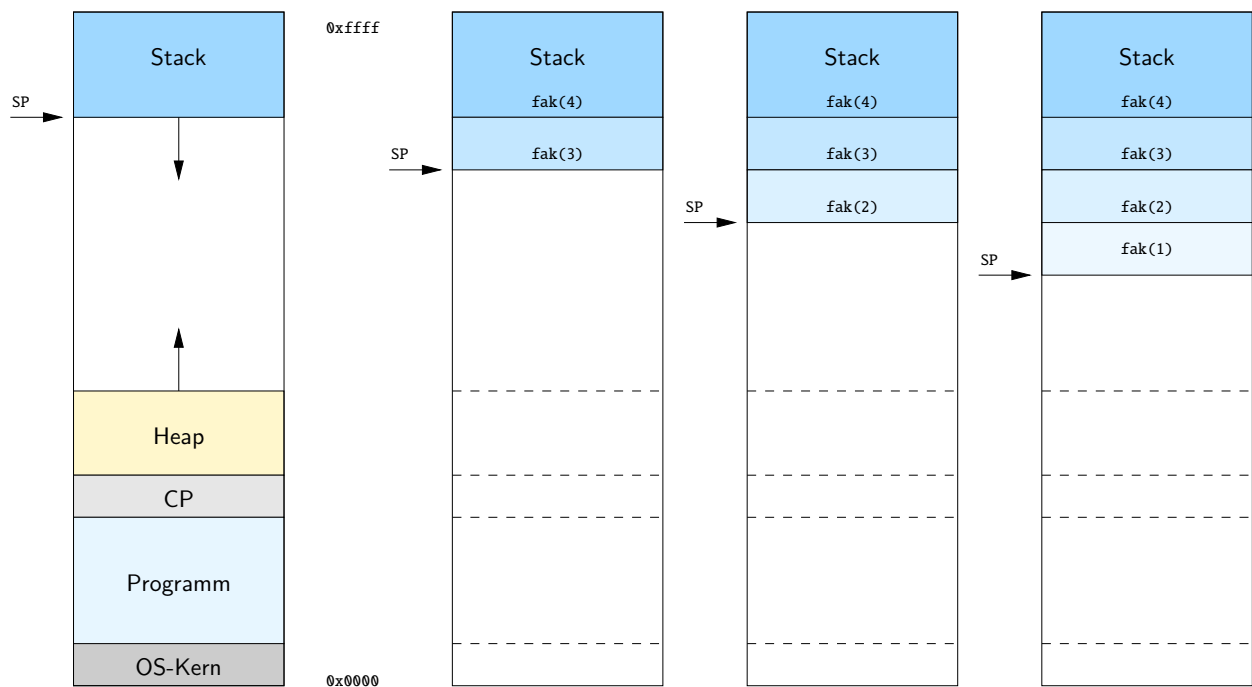 Stack
SP
Heap
CP
Programm
OS-Kern
0xffff
0x0000
Stack
fak(4)
fak(3)
SP
Stack
fak(4)
fak(3)
fak(2)
SP
Stack
fak(4)
fak(3)
fak(2)
fak(1)
SP